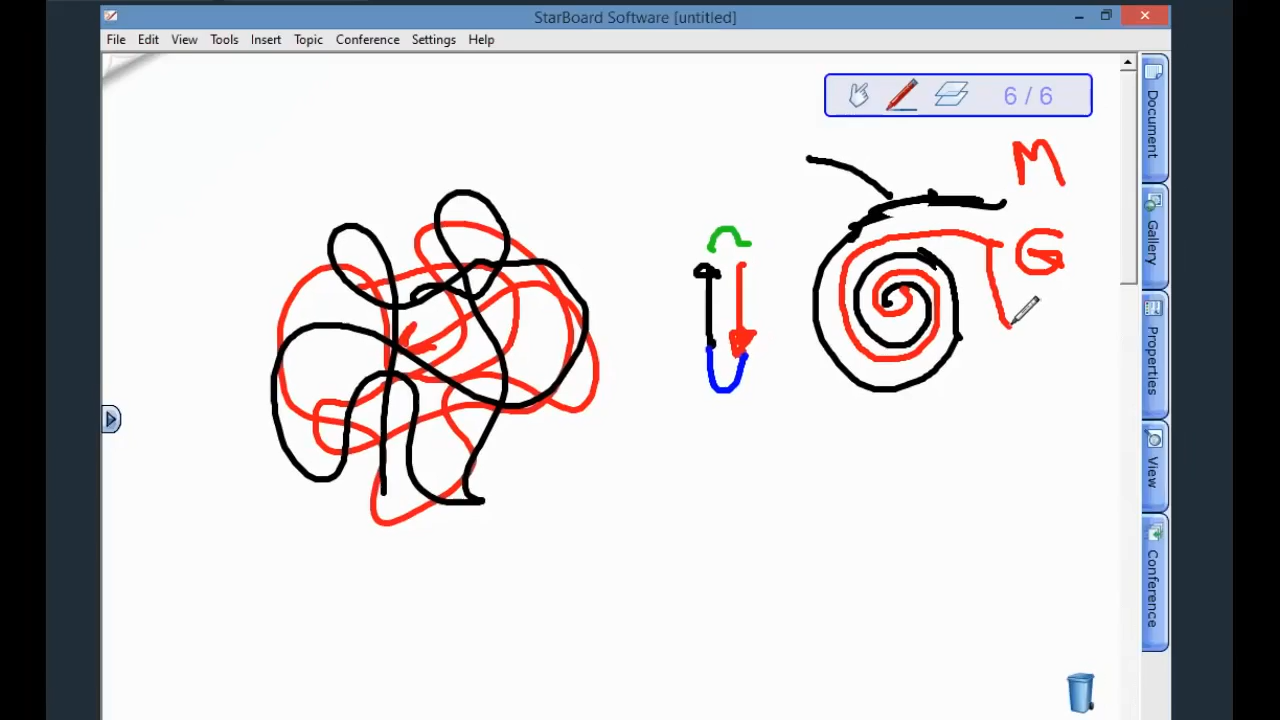 StarBoard Software [untitled]
File Edit View Tools Insert Topic Conference Settings Help
6 / 6
M
G
Document
Gallery
Properties
View
Conference